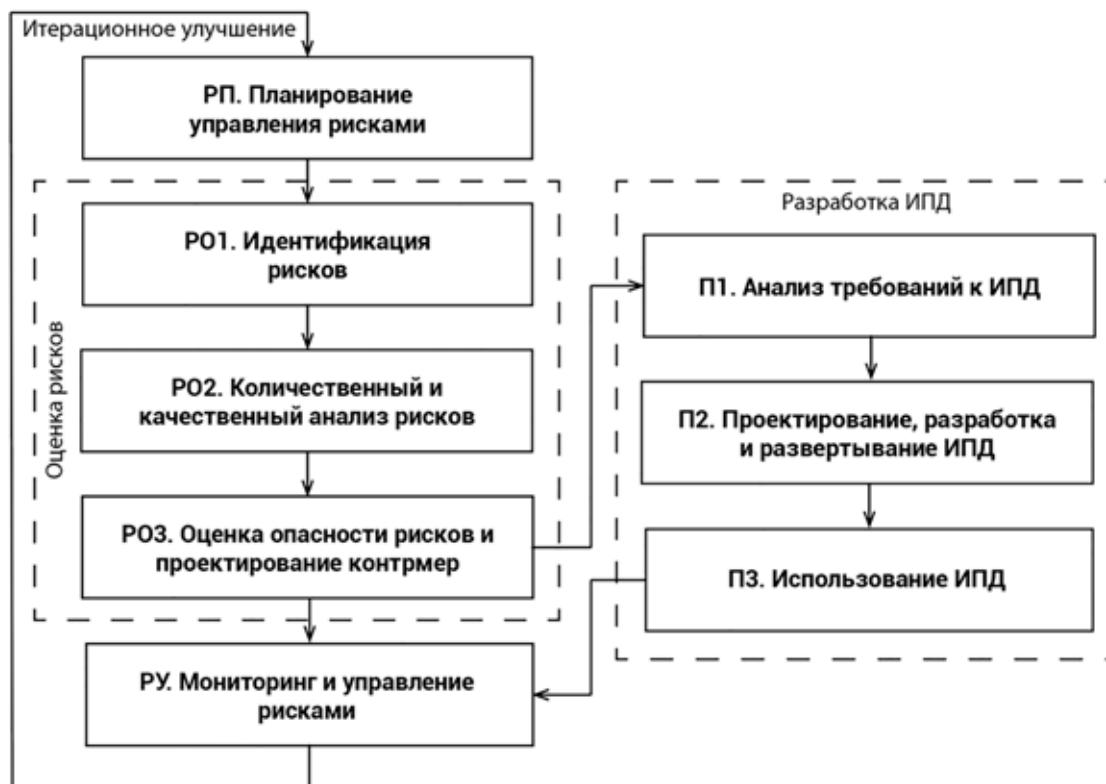 Итерационное улучшение
РП. Планирование
управления рисками
Оценка рисков
РО1. Идентификация
рисков
РО2. Количественный и
качественный анализ рисков
РО3. Оценка опасности рисков и
проектирование контрмер
РУ. Мониторинг и управление
рисками
Разработка ИПД
П1. Анализ требований к ИПД
П2. Проектирование, разработка
и развертывание ИПД
П3. Использование ИПД